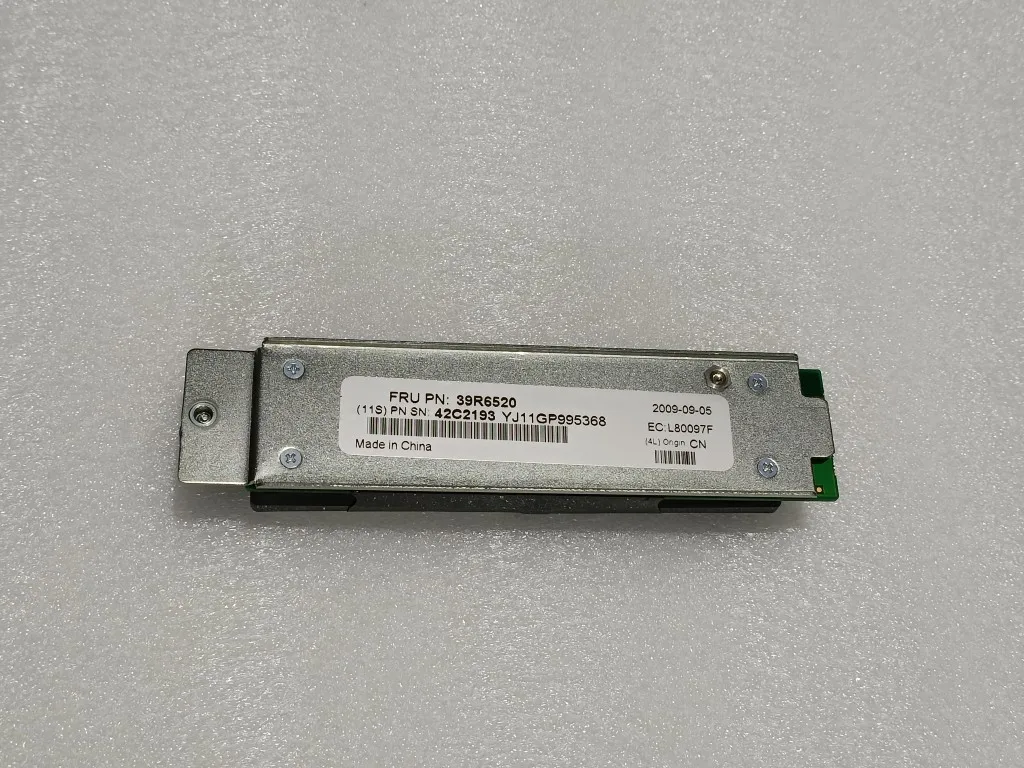 FRU PN: 39R6520
(11S) PN SN: 42C2193 YJ11GP995368
Made in China
2009-09-05
EC:L80097F
(4L) Origin CN